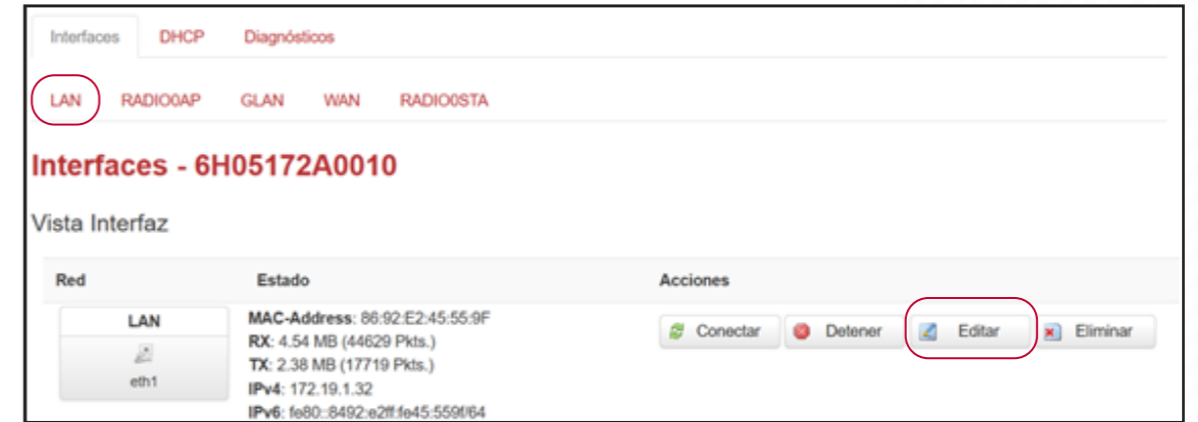 Interfaces DHCP Diagnósticos
LAN RADIO0AP GLAN WAN RADIO0STA
Interfaces - 6H05172A0010
Vista Interfaz
Red Estado Acciones
LAN
eth1
MAC-Address: 86:92:E2:45:55:9F
RX: 4.54 MB (44629 Pkts.)
TX: 2.38 MB (17719 Pkts.)
IPv4: 172.19.1.32
IPv6: fe80::8492:e2ff:fe45:559f/64
Conectar Detener Editar Eliminar